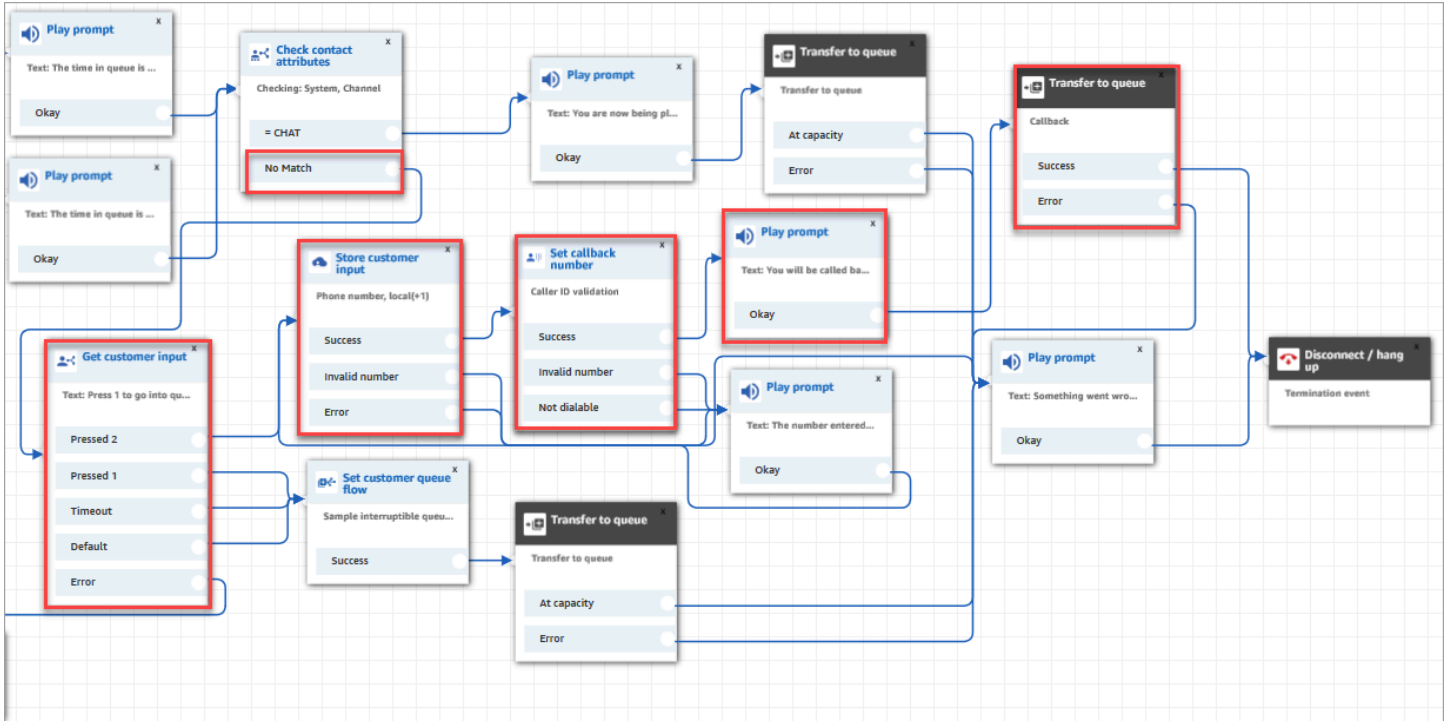 Play prompt
x
Text: The time in queue is ...
Okay
Check contact
attributes
x
Checking: System, Channel
= CHAT
No Match
Play prompt
x
Text: You are now being pl...
Okay
Transfer to queue
x
Transfer to queue
At capacity
Error
Transfer to queue
x
Callback
Success
Error
Play prompt
x
Text: The time in queue is ...
Okay
Store customer
input
x
Phone number, local(+1)
Success
Invalid number
Error
Set callback
number
x
Caller ID validation
Success
Invalid number
Not dialable
Play prompt
x
Text: You will be called ba...
Okay
Get customer input
x
Text: Press 1 to go into qu...
Pressed 2
Pressed 1
Timeout
Default
Error
Play prompt
x
Text: The number entered...
Okay
Play prompt
x
Text: Something went wro...
Okay
Disconnect / hang
up
x
Termination event
Set customer queue
flow
x
Sample interruptible queu...
Success
Transfer to queue
x
Transfer to queue
At capacity
Error